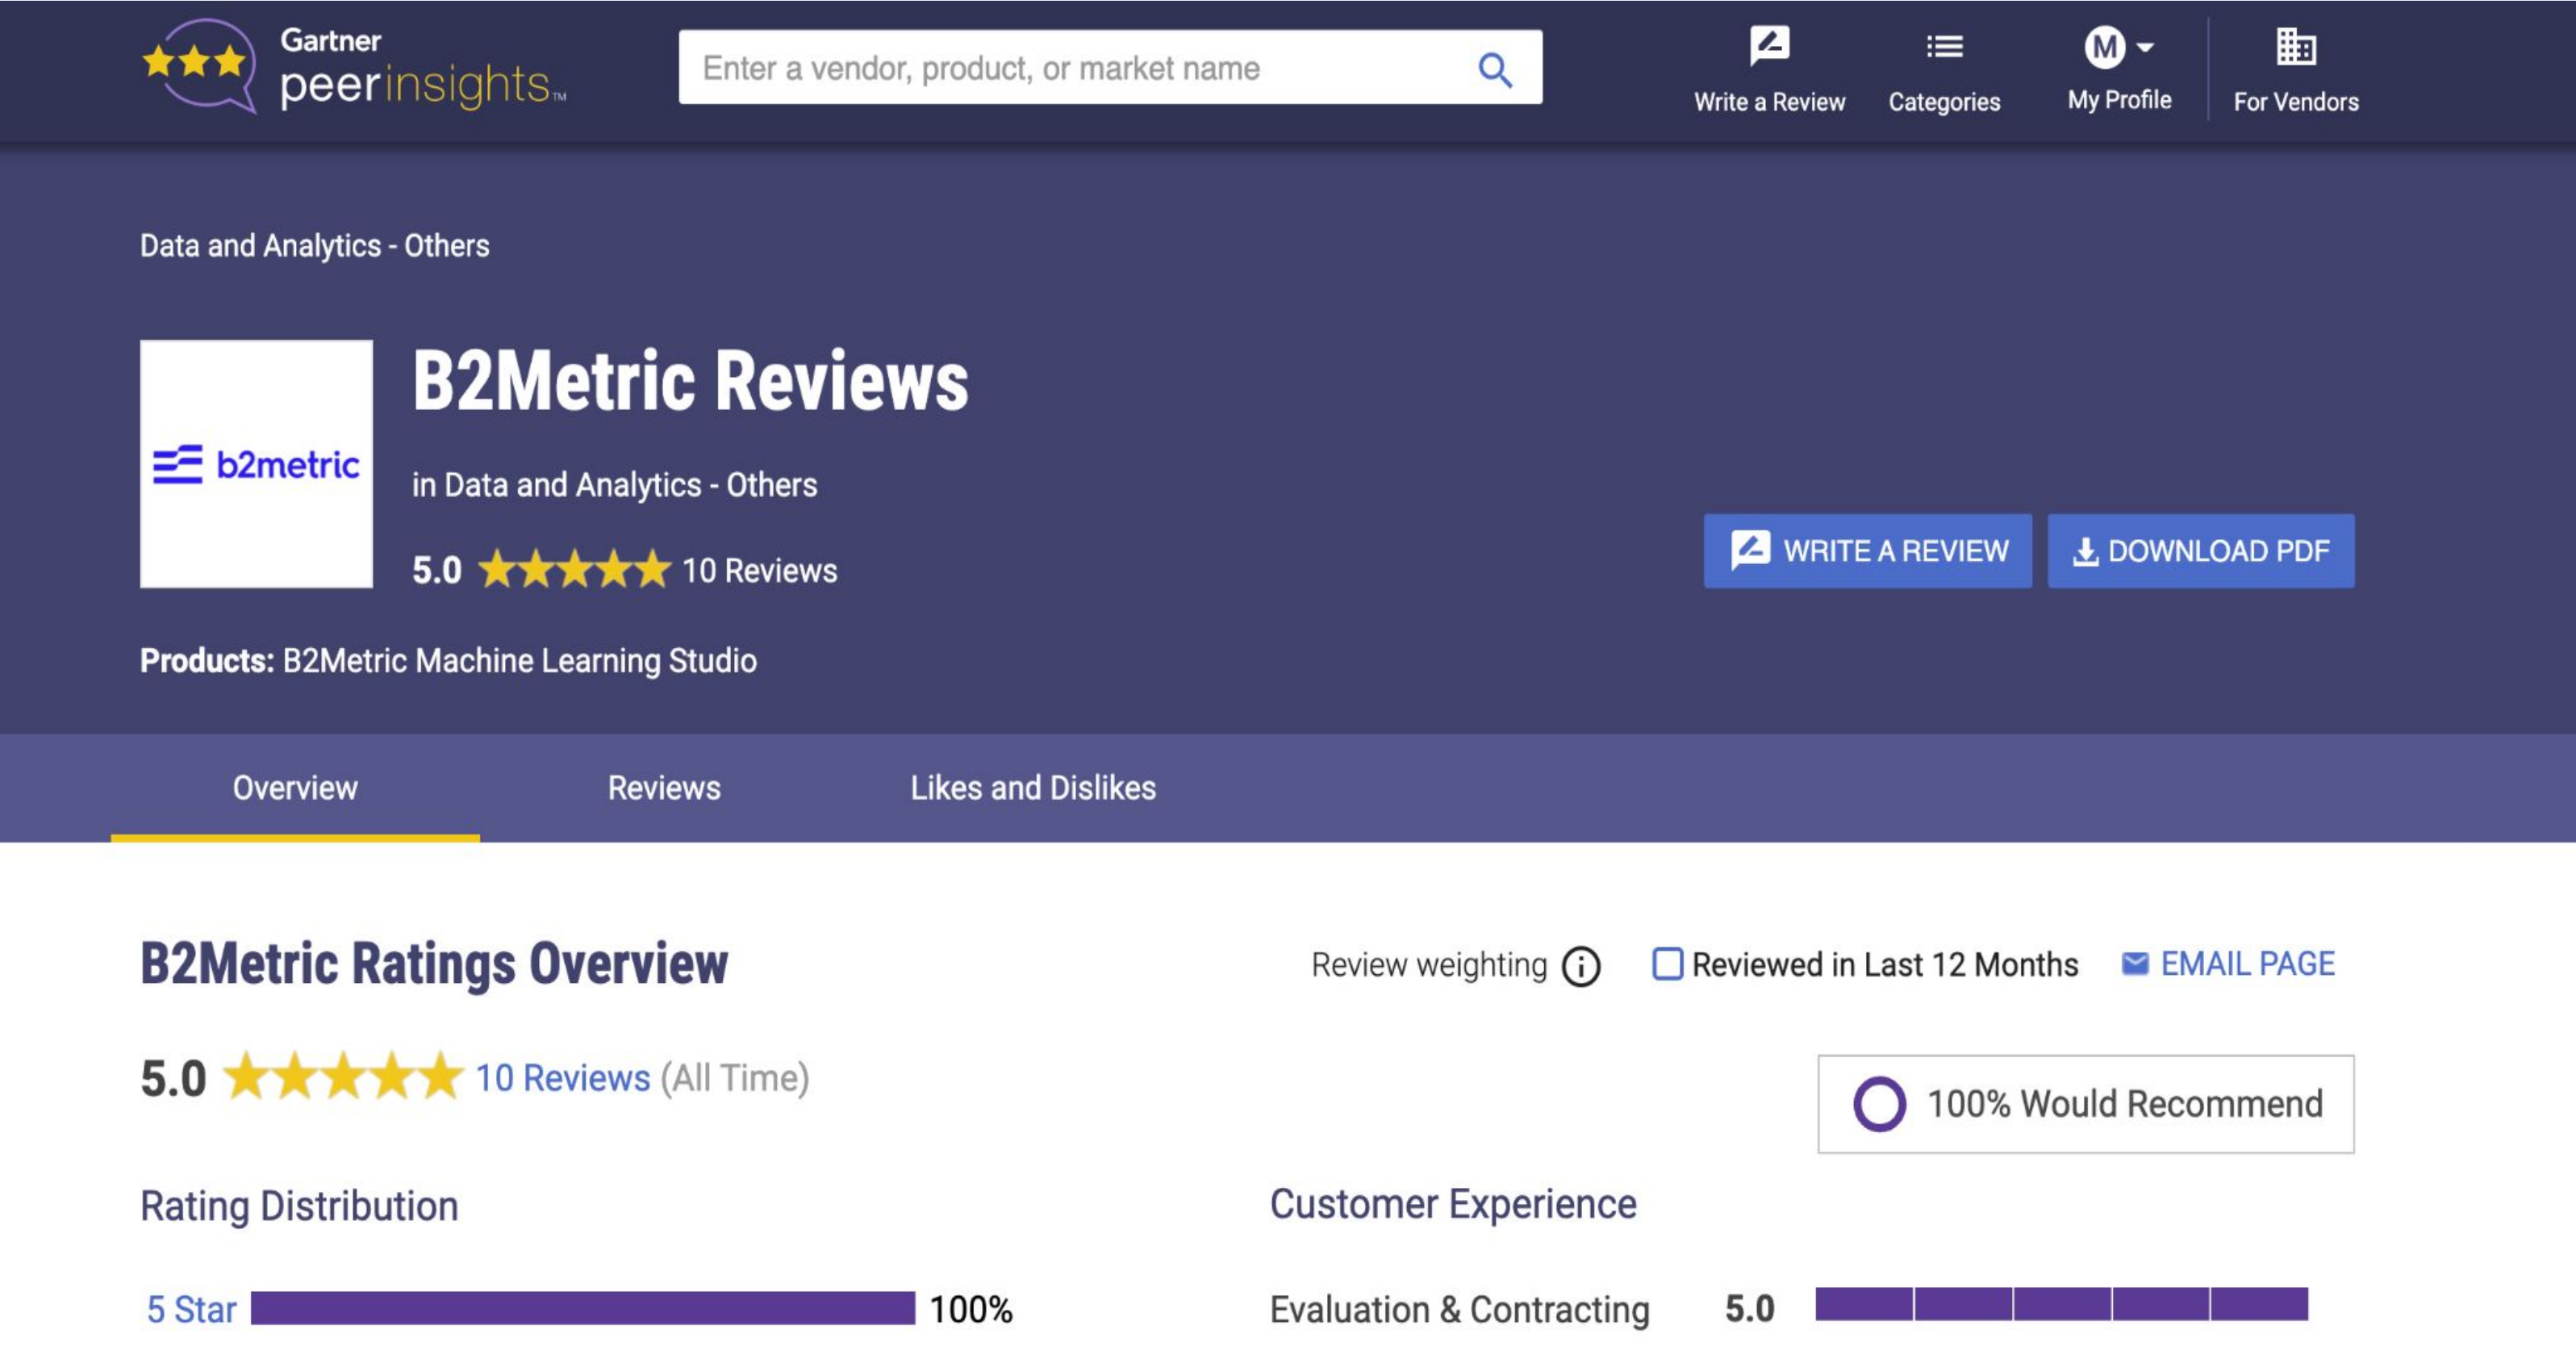 Gartner
peerinsights™
Enter a vendor, product, or market name
Write a Review
Categories
M
My Profile
For Vendors
Data and Analytics - Others
b2metric
B2Metric Reviews
in Data and Analytics - Others
5.0 10 Reviews
WRITE A REVIEW
DOWNLOAD PDF
Products: B2Metric Machine Learning Studio
Overview
Reviews
Likes and Dislikes
B2Metric Ratings Overview
Review weighting
Reviewed in Last 12 Months
EMAIL PAGE
5.0 10 Reviews (All Time)
100% Would Recommend
Rating Distribution
Customer Experience
5 Star 100%
Evaluation & Contracting 5.0